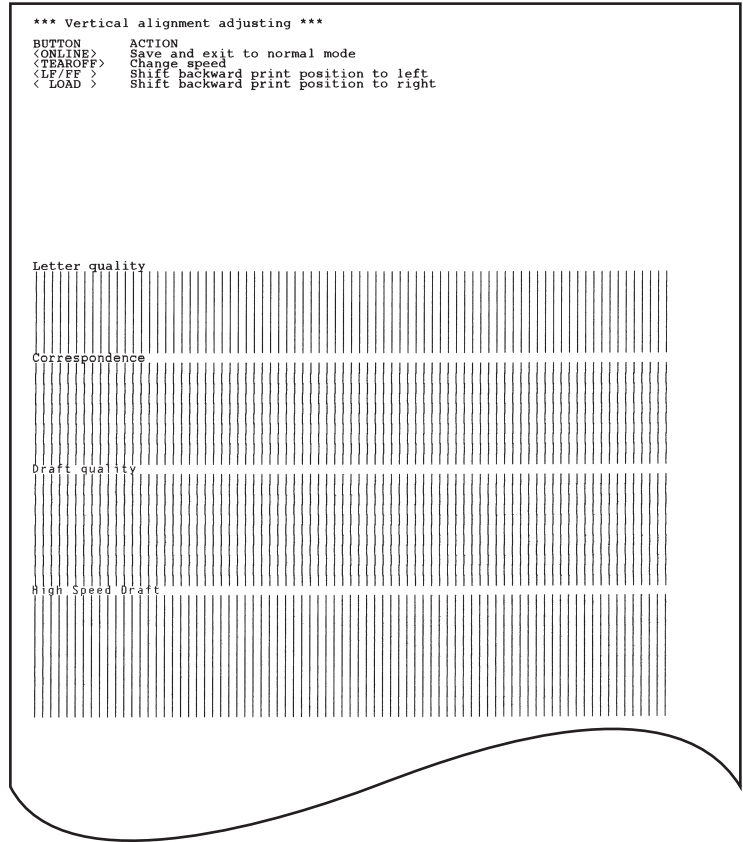 *** Vertical alignment adjusting ***
BUTTON ACTION
<ONLINE> Save and exit to normal mode
<TEAROFF> Change speed
<LF/FF > Shift backward print position to left
< LOAD > Shift backward print position to right
Letter quality
Correspondence
Draft quality
High Speed Draft